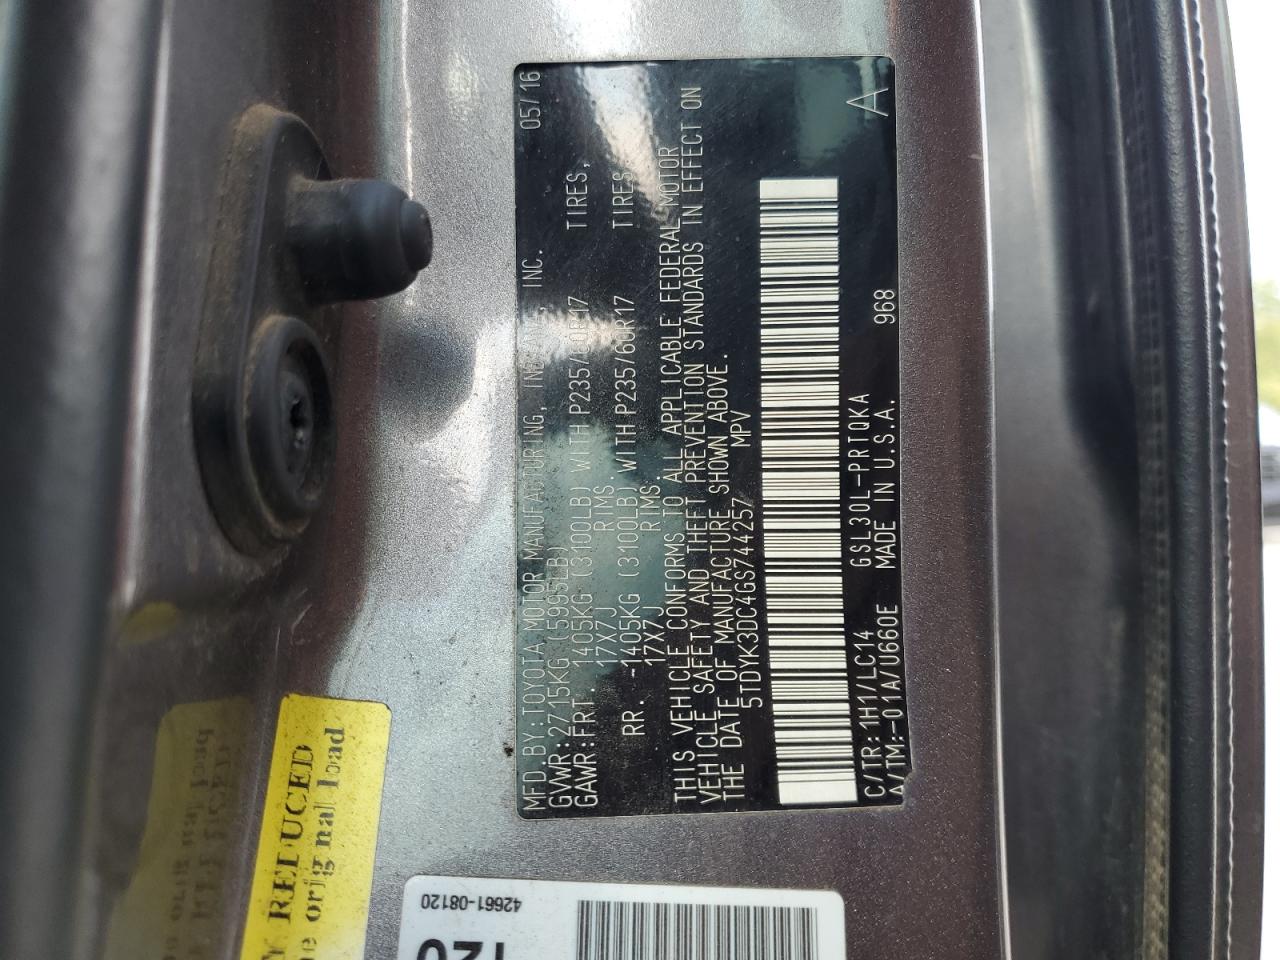 MFD. BY: TOYOTA MOTOR MANUFACTURING, INC. 05/16
GVWR: 2715KG (5995LB)
GAWR: FRT. 1405KG (3100LB) WITH P235/60R17 TIRES,
17X7J RIMS.
RR. -1405KG (3100LB) WITH P235/60R17 TIRES,
17X7J RIMS.
THIS VEHICLE CONFORMS TO ALL APPLICABLE FEDERAL MOTOR
VEHICLE SAFETY AND THEFT PREVENTION STANDARDS IN EFFECT ON
THE DATE OF MANUFACTURE SHOWN ABOVE.
5TDYK3DC4GS744257 MPV
C/TR: 1H1/LC14 GSL30L-PRTQKA A
A/TM:-01A/U660E MADE IN U.S.A. 968
REDUCED
original load
42661-08120
120